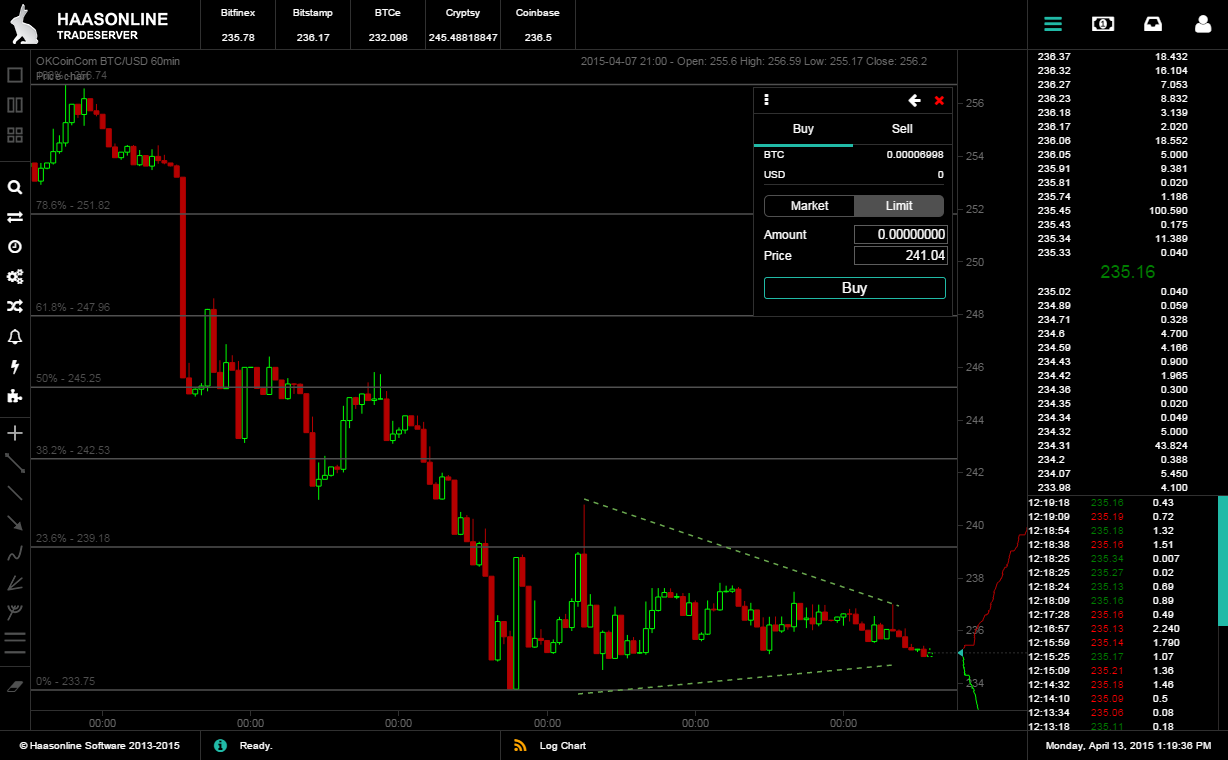 HAASONLINE
TRADESERVER
Bitfinex
235.78
Bitstamp
236.17
BTCe
232.098
Cryptsy
245.48818847
Coinbase
236.5
OKCoinCom BTC/USD 60min
2015-04-07 21:00 - Open: 255.6 High: 256.59 Low: 255.17 Close: 256.2
Price chart
78.6% - 251.82
61.8% - 247.96
50% - 245.25
38.2% - 242.53
23.6% - 239.18
0% - 233.75
256
254
252
250
248
246
244
242
240
238
236
234
00:00
00:00
00:00
00:00
00:00
00:00
Buy
Sell
BTC 0.00006998
USD 0
Market
Limit
Amount 0.00000000
Price 241.04
Buy
236.37 18.432
236.32 16.104
236.27 7.053
236.23 8.832
236.18 3.139
236.17 2.020
236.06 18.552
236.05 5.000
235.91 9.381
235.81 0.020
235.74 1.186
235.45 100.590
235.43 0.175
235.34 11.389
235.33 0.040
235.16
235.02 0.040
234.89 0.059
234.71 0.328
234.6 4.700
234.59 4.166
234.43 0.900
234.42 1.965
234.36 0.300
234.35 0.020
234.34 0.049
234.32 5.000
234.31 43.824
234.2 0.388
234.07 5.450
233.98 4.100
12:19:18 235.16 0.43
12:19:09 235.19 0.72
12:18:54 235.18 1.32
12:18:38 235.16 1.51
12:18:25 235.34 0.007
12:18:25 235.27 0.02
12:18:24 235.13 0.89
12:18:09 235.16 0.89
12:17:28 235.16 0.49
12:16:57 235.13 2.240
12:15:59 235.14 1.790
12:15:25 235.17 1.07
12:15:09 235.21 1.36
12:14:32 235.18 1.46
12:14:10 235.09 0.5
12:13:34 235.06 0.08
12:13:18 235.11 0.18
© Haasonline Software 2013-2015
Ready.
Log Chart
Monday, April 13, 2015 1:19:36 PM